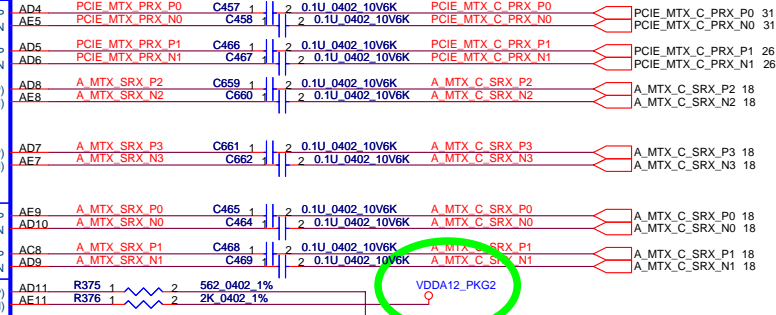 AD4 PCIE_MTX_PRX_P0 C457 1 2 0.1U_0402_10V6K PCIE_MTX_C_PRX_P0 PCIE_MTX_C_PRX_P0 31
AE5 PCIE_MTX_PRX_N0 C458 1 2 0.1U_0402_10V6K PCIE_MTX_C_PRX_N0 PCIE_MTX_C_PRX_N0 31
AD5 PCIE_MTX_PRX_P1 C466 1 2 0.1U_0402_10V6K PCIE_MTX_C_PRX_P1 PCIE_MTX_C_PRX_P1 26
AD6 PCIE_MTX_PRX_N1 C467 1 2 0.1U_0402_10V6K PCIE_MTX_C_PRX_N1 PCIE_MTX_C_PRX_N1 26
AD8 A_MTX_SRX_P2 C659 1 2 0.1U_0402_10V6K A_MTX_C_SRX_P2 A_MTX_C_SRX_P2 18
AE8 A_MTX_SRX_N2 C660 1 2 0.1U_0402_10V6K A_MTX_C_SRX_N2 A_MTX_C_SRX_N2 18
AD7 A_MTX_SRX_P3 C661 1 2 0.1U_0402_10V6K A_MTX_C_SRX_P3 A_MTX_C_SRX_P3 18
AE7 A_MTX_SRX_N3 C662 1 2 0.1U_0402_10V6K A_MTX_C_SRX_N3 A_MTX_C_SRX_N3 18
AE9 A_MTX_SRX_P0 C465 1 2 0.1U_0402_10V6K A_MTX_C_SRX_P0 A_MTX_C_SRX_P0 18
AD10 A_MTX_SRX_N0 C464 1 2 0.1U_0402_10V6K A_MTX_C_SRX_N0 A_MTX_C_SRX_N0 18
AC8 A_MTX_SRX_P1 C468 1 2 0.1U_0402_10V6K A_MTX_C_SRX_P1 A_MTX_C_SRX_P1 18
AD9 A_MTX_SRX_N1 C469 1 2 0.1U_0402_10V6K A_MTX_C_SRX_N1 A_MTX_C_SRX_N1 18
AD11 R375 1 2 562_0402_1% VDDA12_PKG2
AE11 R376 1 2 2K_0402_1%